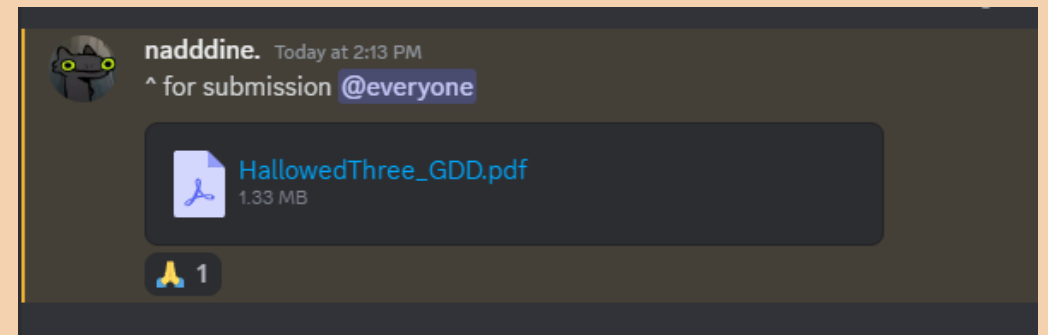 nadddine. Today at 2:13 PM
^ for submission @everyone
HallowedThree_GDD.pdf
1.33 MB
🙏 1